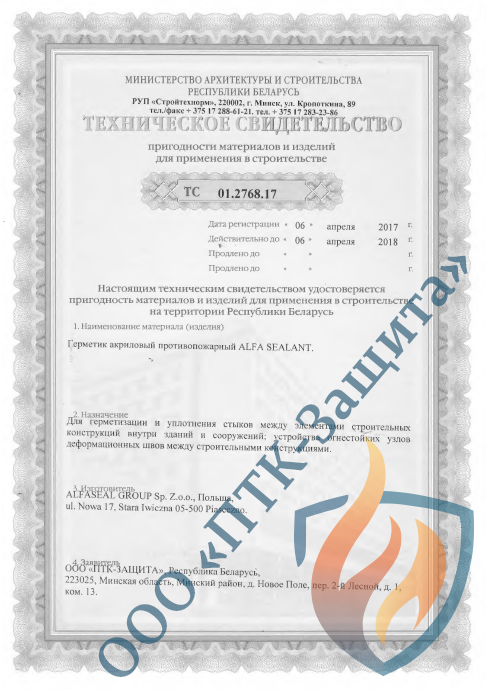 МИНИСТЕРСТВО АРХИТЕКТУРЫ И СТРОИТЕЛЬСТВА
РЕСПУБЛИКИ БЕЛАРУСЬ
РУП «Стройтехнорм», 220002, г. Минск, ул. Кропоткина, 89
тел./факс + 375 17 288-61-21, тел. + 375 17 283-23-86
ТЕХНИЧЕСКОЕ СВИДЕТЕЛЬСТВО
пригодности материалов и изделий
для применения в строительстве
ТС 01.2768.17
Дата регистрации « 06 » апреля 2017 г.
Действительно до « 06 » апреля 2018 г.
Продлено до « » г.
Продлено до « » г.
Настоящим техническим свидетельством удостоверяется
пригодность материалов и изделий для применения в строительстве
на территории Республики Беларусь
1. Наименование материала (изделия)
Герметик акриловый противопожарный ALFA SEALANT.
2. Назначение
Для герметизации и уплотнения стыков между элементами строительных
конструкций внутри зданий и сооружений; устройство огнестойких узлов
деформационных швов между строительными конструкциями.
3. Изготовитель
ALFASEAL GROUP Sp. Z.o.o., Польша,
ul. Nowa 17, Stara Iwiczna 05-500 Piaseczno.
4. Заявитель
ООО «ПТК-ЗАЩИТА», Республика Беларусь,
223025, Минская область, Минский район, д. Новое Поле, пер. 2-й Лесной, д. 1,
ком. 13.
ООО «ПТК-Защита»